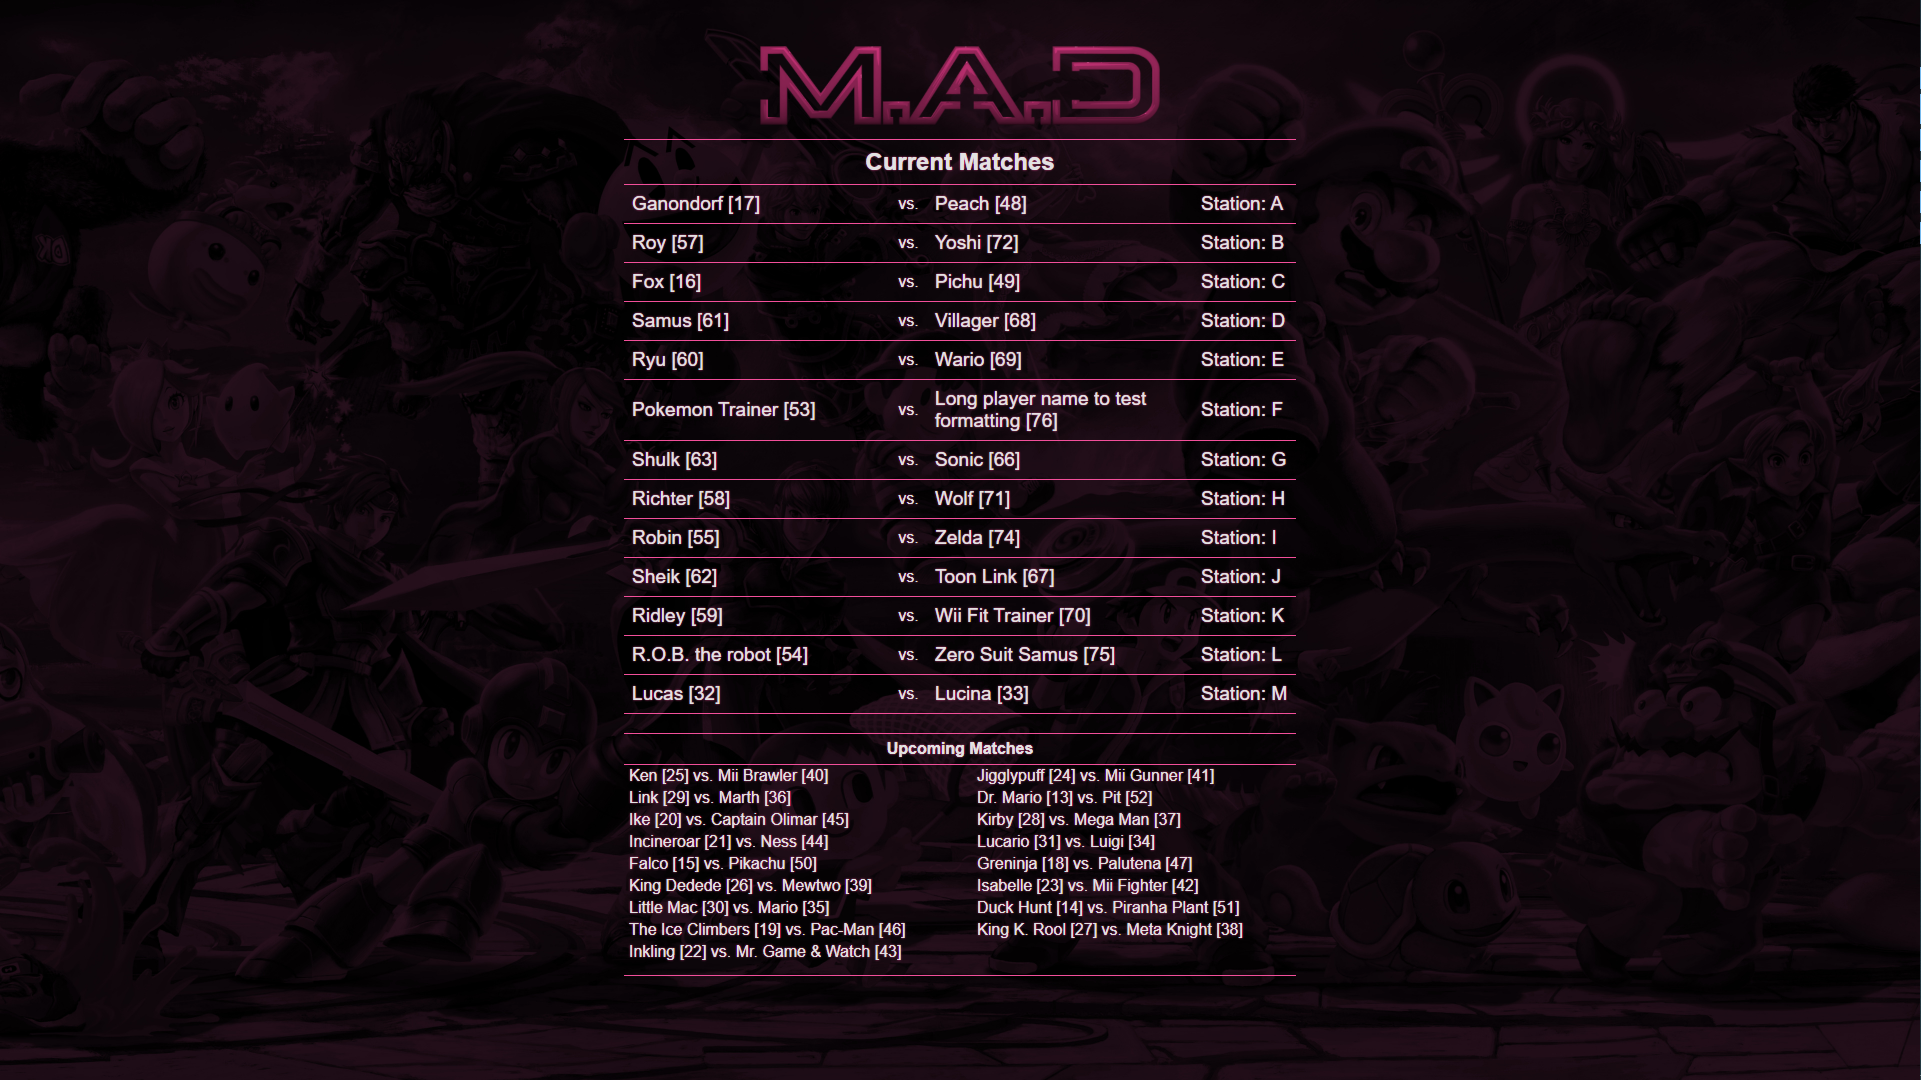 M.A.D
Current Matches
Ganondorf [17] vs. Peach [48] Station: A
Roy [57] vs. Yoshi [72] Station: B
Fox [16] vs. Pichu [49] Station: C
Samus [61] vs. Villager [68] Station: D
Ryu [60] vs. Wario [69] Station: E
Pokemon Trainer [53] vs. Long player name to test
formatting [76] Station: F
Shulk [63] vs. Sonic [66] Station: G
Richter [58] vs. Wolf [71] Station: H
Robin [55] vs. Zelda [74] Station: I
Sheik [62] vs. Toon Link [67] Station: J
Ridley [59] vs. Wii Fit Trainer [70] Station: K
R.O.B. the robot [54] vs. Zero Suit Samus [75] Station: L
Lucas [32] vs. Lucina [33] Station: M
Upcoming Matches
Ken [25] vs. Mii Brawler [40] Jigglypuff [24] vs. Mii Gunner [41]
Link [29] vs. Marth [36] Dr. Mario [13] vs. Pit [52]
Ike [20] vs. Captain Olimar [45] Kirby [28] vs. Mega Man [37]
Incineroar [21] vs. Ness [44] Lucario [31] vs. Luigi [34]
Falco [15] vs. Pikachu [50] Greninja [18] vs. Palutena [47]
King Dedede [26] vs. Mewtwo [39] Isabelle [23] vs. Mii Fighter [42]
Little Mac [30] vs. Mario [35] Duck Hunt [14] vs. Piranha Plant [51]
The Ice Climbers [19] vs. Pac-Man [46] King K. Rool [27] vs. Meta Knight [38]
Inkling [22] vs. Mr. Game & Watch [43]